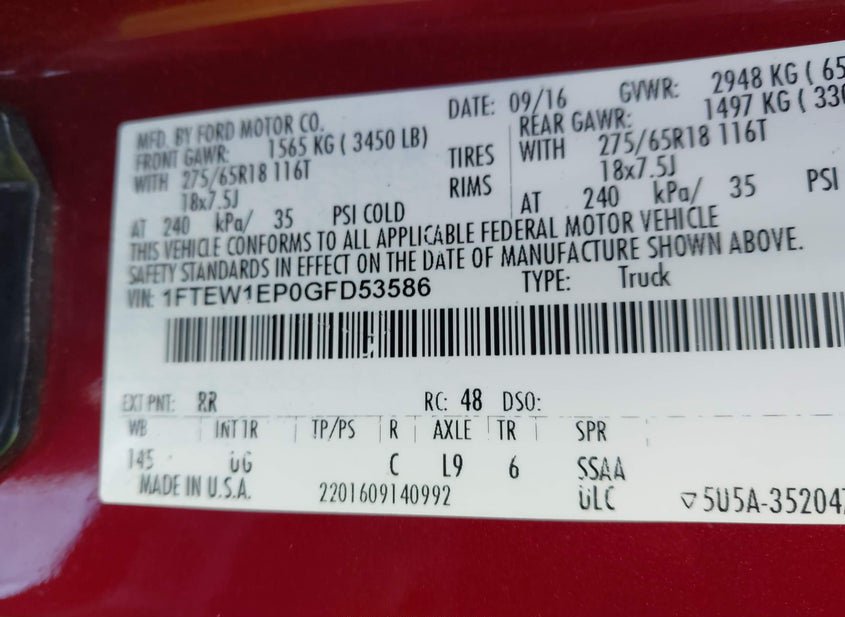 MFD. BY FORD MOTOR CO.
DATE: 09/16 GVWR: 2948 KG ( 65
FRONT GAWR: 1565 KG ( 3450 LB) REAR GAWR: 1497 KG ( 330
WITH 275/65R18 116T TIRES WITH 275/65R18 116T
18x7.5J RIMS 18x7.5J
AT 240 kPa/ 35 PSI COLD AT 240 kPa/ 35 PSI
THIS VEHICLE CONFORMS TO ALL APPLICABLE FEDERAL MOTOR VEHICLE
SAFETY STANDARDS IN EFFECT ON THE DATE OF MANUFACTURE SHOWN ABOVE.
VIN: 1FTEW1EP0GFD53586 TYPE: Truck
EXT PNT: RR RC: 48 DSO:
WB INT TR TP/PS R AXLE TR SPR
145 UG C L9 6 SSAA
MADE IN U.S.A. 2201609140992 ULC ▽5U5A-35204